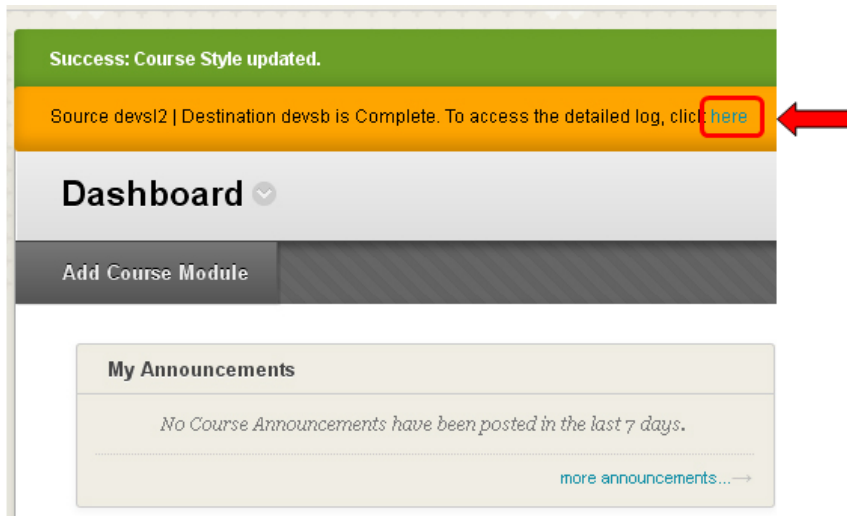 Success: Course Style updated.
Source devsl2 | Destination devsb is Complete. To access the detailed log, click here
Dashboard
Add Course Module
My Announcements
No Course Announcements have been posted in the last 7 days.
more announcements...→